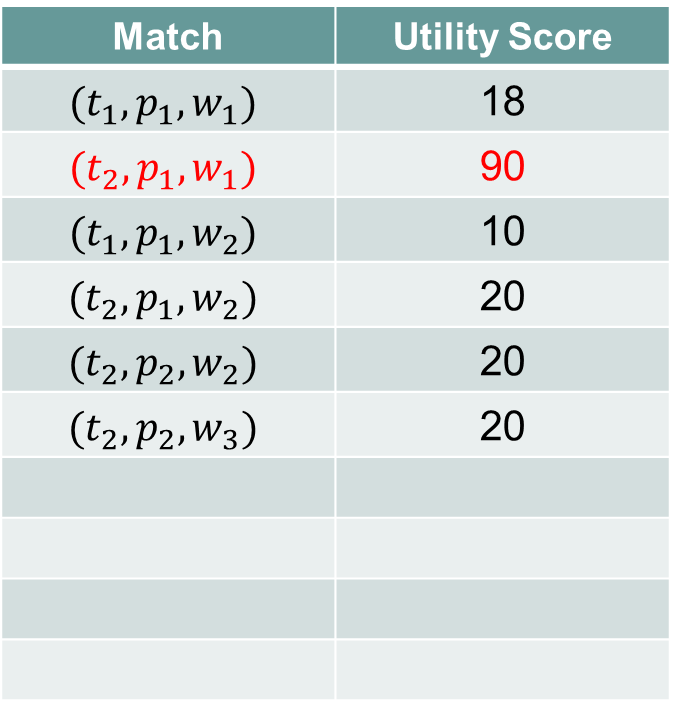 Match Utility Score
(t₁, p₁, w₁) 18
(t₂, p₁, w₁) 90
(t₁, p₁, w₂) 10
(t₂, p₁, w₂) 20
(t₂, p₂, w₂) 20
(t₂, p₂, w₃) 20